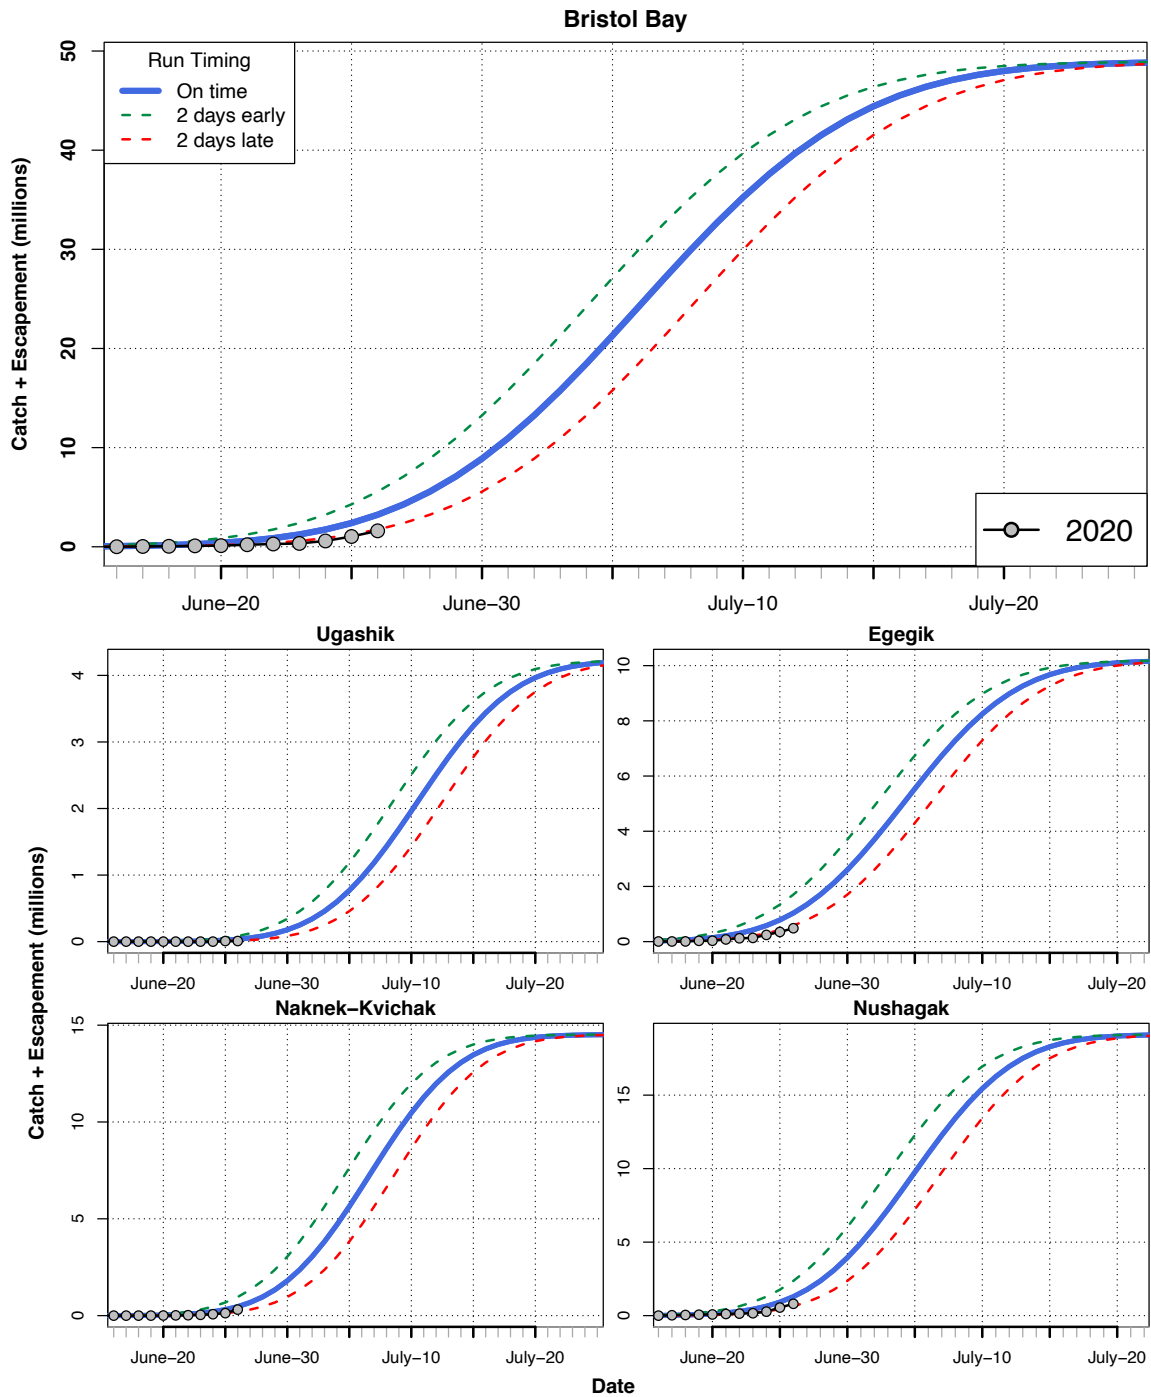 Bristol Bay
Run Timing
On time
2 days early
2 days late
Catch + Escapement (millions)
50
40
30
20
10
0
2020
June−20 June−30 July−10 July−20
Ugashik
4
3
2
1
0
June−20 June−30 July−10 July−20
Egegik
10
8
6
4
2
0
June−20 June−30 July−10 July−20
Catch + Escapement (millions)
Naknek−Kvichak
15
10
5
0
June−20 June−30 July−10 July−20
Nushagak
15
10
5
0
June−20 June−30 July−10 July−20
Date